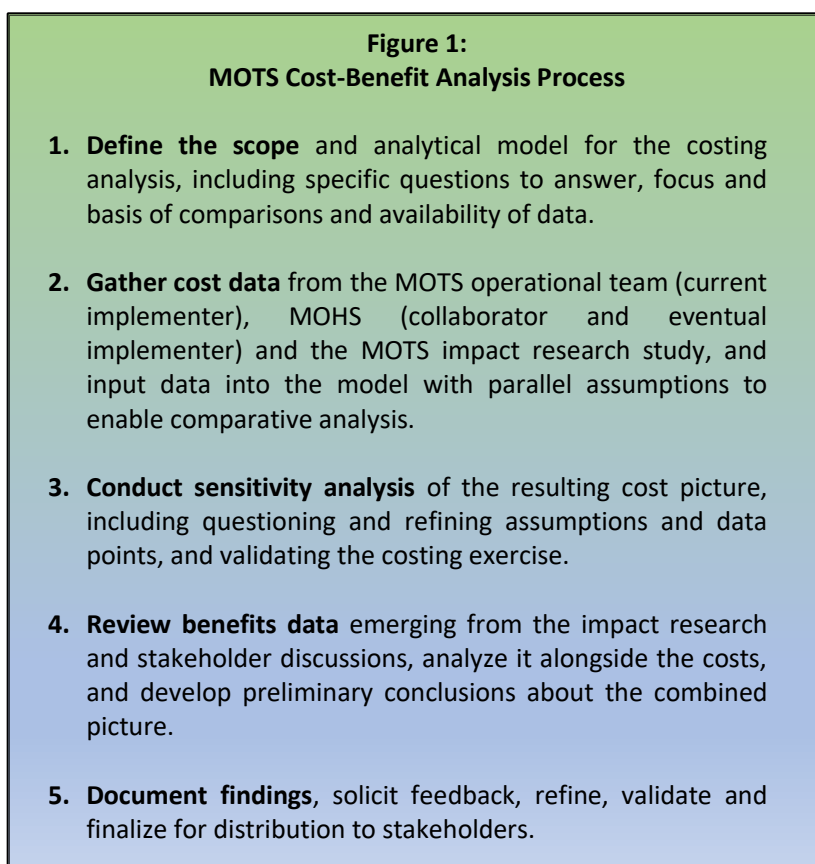 Figure 1:
MOTS Cost-Benefit Analysis Process
1. Define the scope and analytical model for the costing
analysis, including specific questions to answer, focus and
basis of comparisons and availability of data.
2. Gather cost data from the MOTS operational team (current
implementer), MOHS (collaborator and eventual
implementer) and the MOTS impact research study, and
input data into the model with parallel assumptions to
enable comparative analysis.
3. Conduct sensitivity analysis of the resulting cost picture,
including questioning and refining assumptions and data
points, and validating the costing exercise.
4. Review benefits data emerging from the impact research
and stakeholder discussions, analyze it alongside the costs,
and develop preliminary conclusions about the combined
picture.
5. Document findings, solicit feedback, refine, validate and
finalize for distribution to stakeholders.